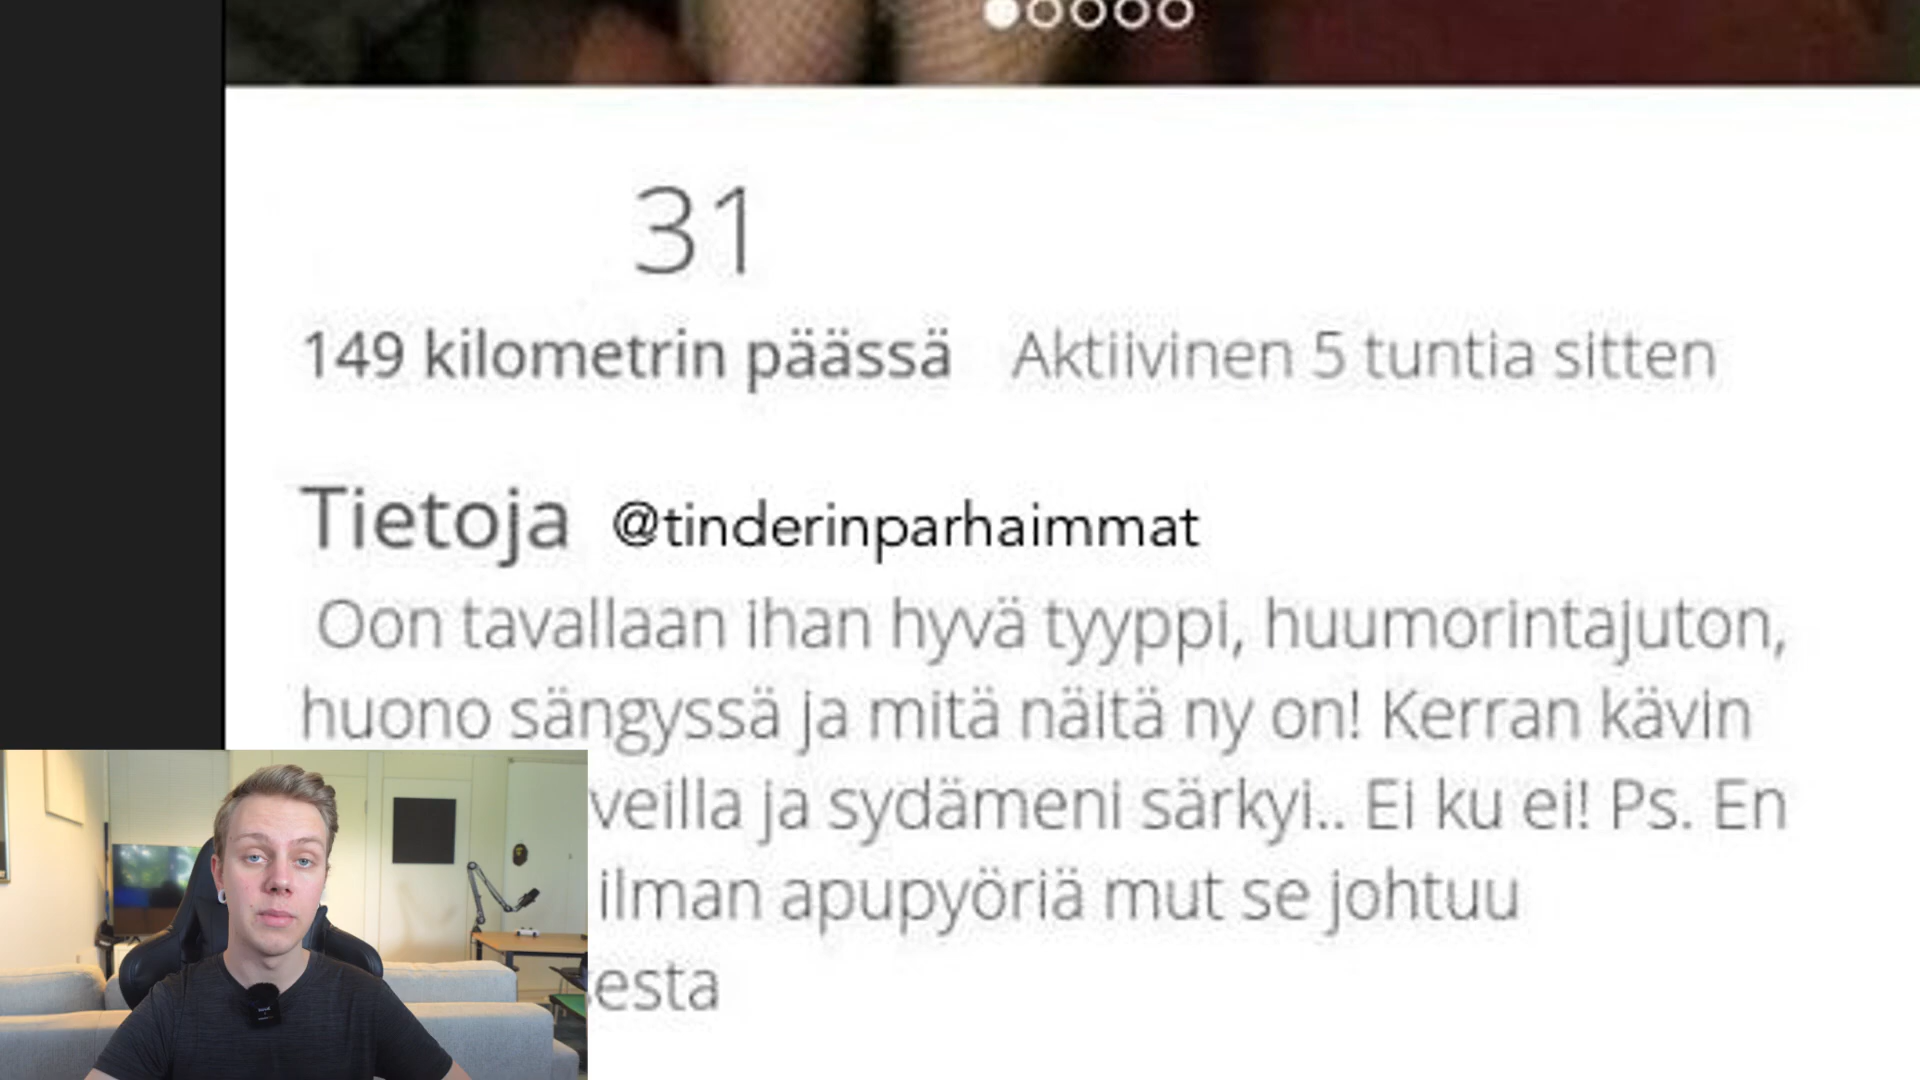 31
149 kilometrin päässä Aktiivinen 5 tuntia sitten
Tietoja @tinderinparhaimmat
Oon tavallaan ihan hyvä tyyppi, huumorintajuton,
huono sängyssä ja mitä näitä ny on! Kerran kävin
veilla ja sydämeni särkyi.. Ei ku ei! Ps. En
ilman apupyöriä mut se johtuu
esta